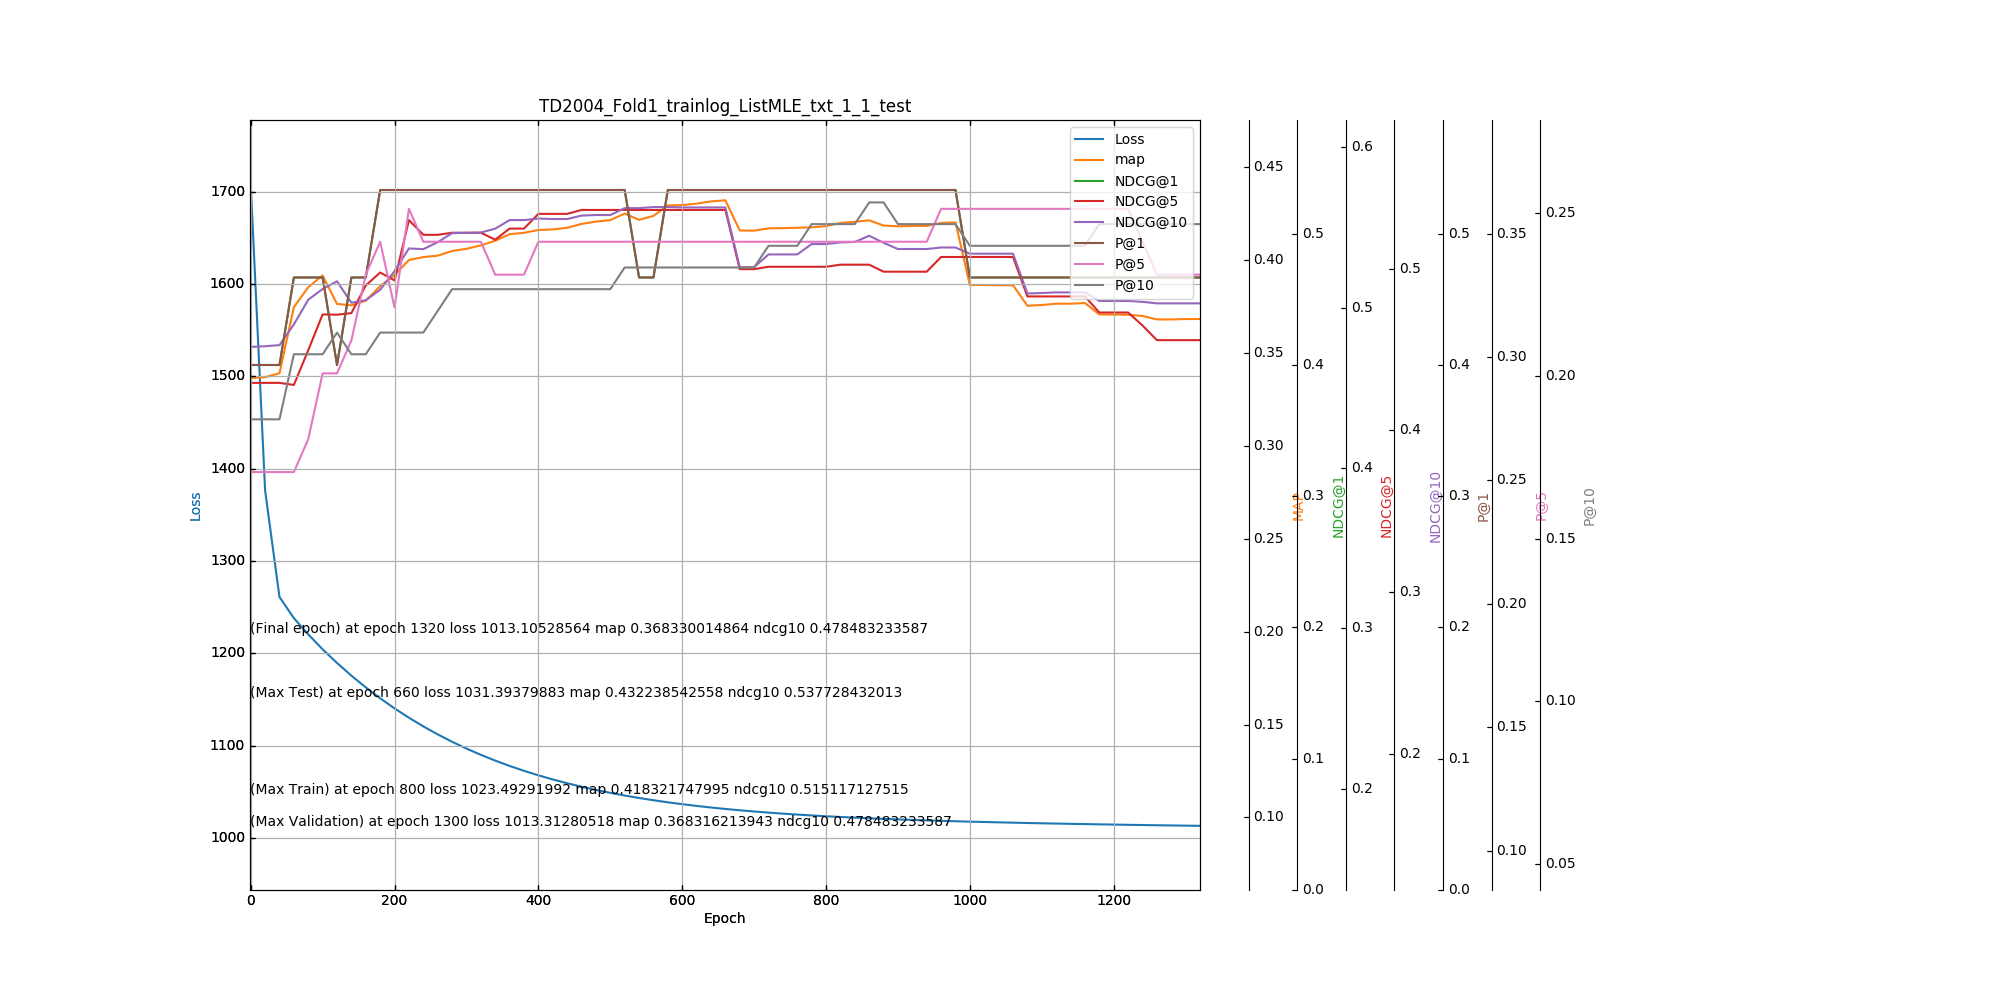 TD2004_Fold1_trainlog_ListMLE_txt_1_1_test
Loss
map
NDCG@1
NDCG@5
NDCG@10
P@1
P@5
P@10
1700
1600
1500
1400
1300
1200
1100
1000
Loss
(Final epoch) at epoch 1320 loss 1013.10528564 map 0.368330014864 ndcg10 0.478483233587
(Max Test) at epoch 660 loss 1031.39379883 map 0.432238542558 ndcg10 0.537728432013
(Max Train) at epoch 800 loss 1023.49291992 map 0.418321747995 ndcg10 0.515117127515
(Max Validation) at epoch 1300 loss 1013.31280518 map 0.368316213943 ndcg10 0.478483233587
0 200 400 600 800 1000 1200
Epoch
0.45
0.40
0.35
0.30
0.25
0.20
0.15
0.10
MAP
0.5
0.4
0.3
0.2
0.1
0.0
NDCG@1
0.6
0.5
0.4
0.3
0.2
NDCG@5
0.5
0.4
0.3
0.2
NDCG@10
0.5
0.4
0.3
0.2
0.1
0.0
P@1
0.35
0.30
0.25
0.20
0.15
0.10
P@5
0.25
0.20
0.15
0.10
0.05
P@10